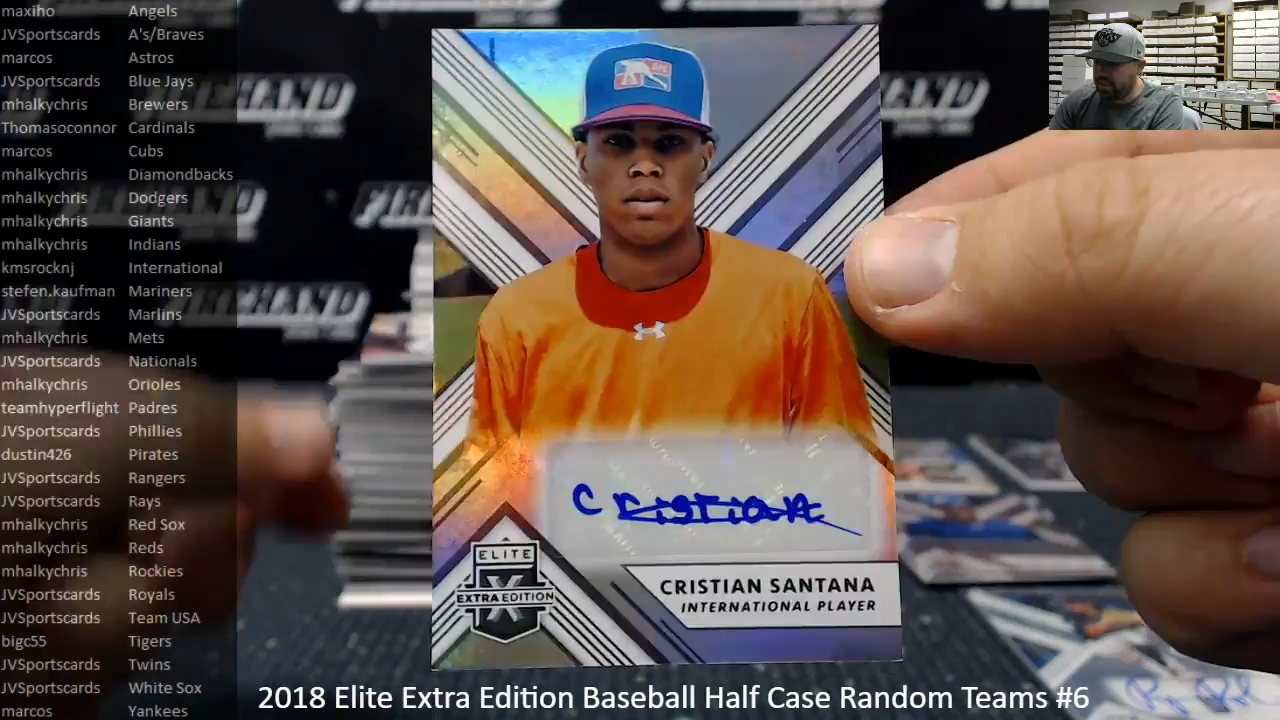 maxiho Angels
JVSportscards A's/Braves
marcos Astros
JVSportscards Blue Jays
mhalkychris Brewers
Thomasoconnor Cardinals
marcos Cubs
mhalkychris Diamondbacks
mhalkychris Dodgers
mhalkychris Giants
mhalkychris Indians
kmsrocknj International
stefen.kaufman Mariners
JVSportscards Marlins
mhalkychris Mets
JVSportscards Nationals
mhalkychris Orioles
teamhyperflight Padres
JVSportscards Phillies
dustin426 Pirates
JVSportscards Rangers
JVSportscards Rays
mhalkychris Red Sox
mhalkychris Reds
mhalkychris Rockies
JVSportscards Royals
JVSportscards Team USA
bigc55 Tigers
JVSportscards Twins
JVSportscards White Sox
marcos Yankees
Cristian
ELITE
X
EXTRA EDITION
CRISTIAN SANTANA
INTERNATIONAL PLAYER
2018 Elite Extra Edition Baseball Half Case Random Teams #6